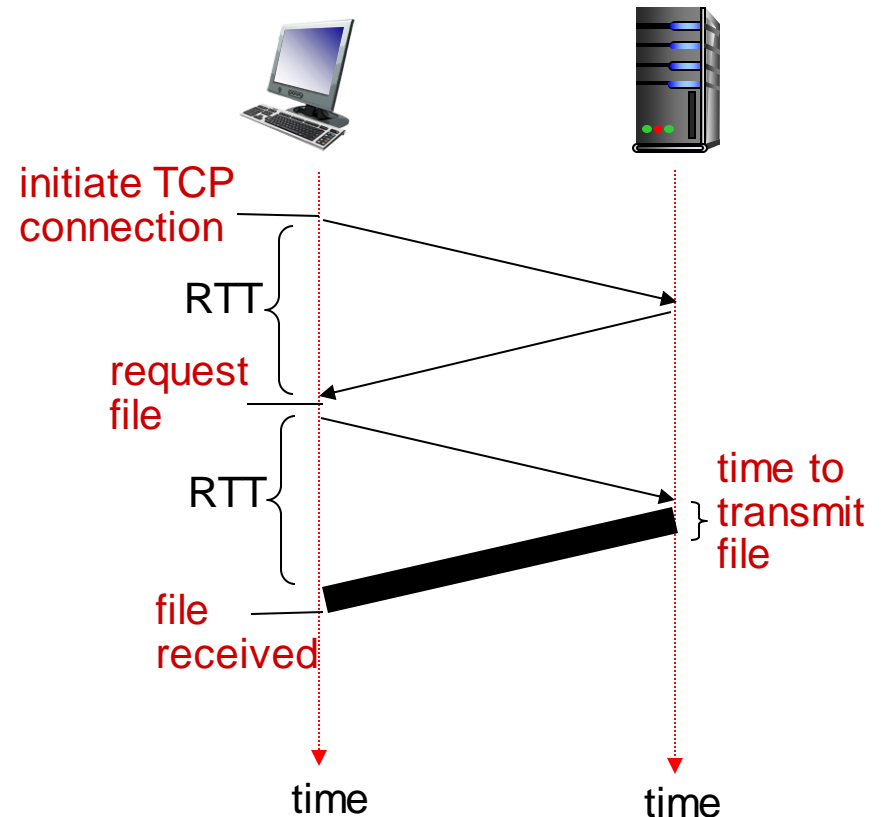 initiate TCP
connection
RTT
request
file
RTT
time to
transmit
file
file
received
time
time